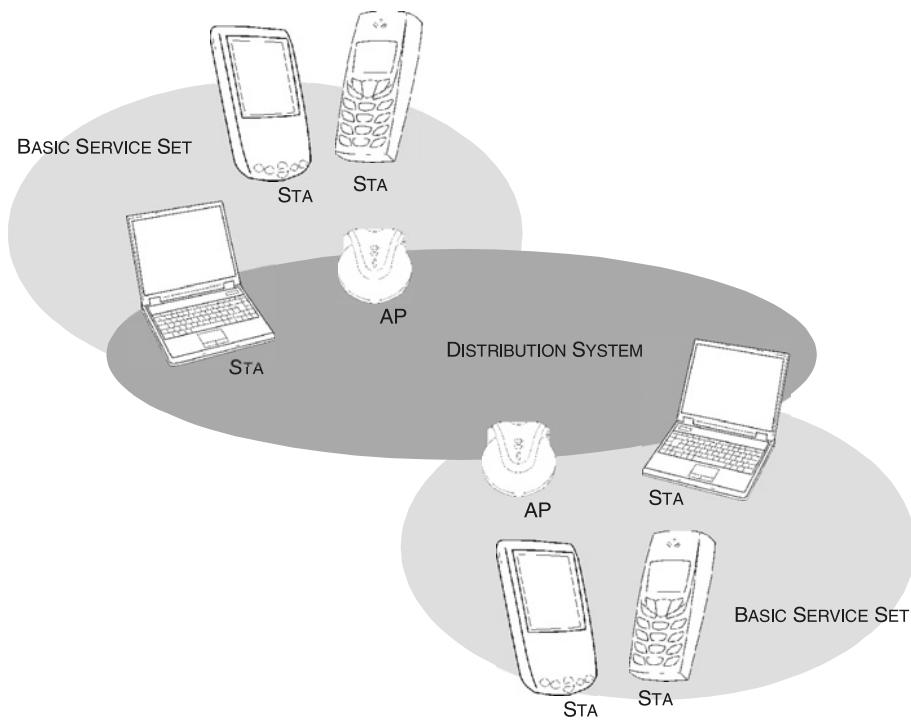 BASIC SERVICE SET
STA
STA
AP
STA
DISTRIBUTION SYSTEM
STA
AP
BASIC SERVICE SET
STA
STA